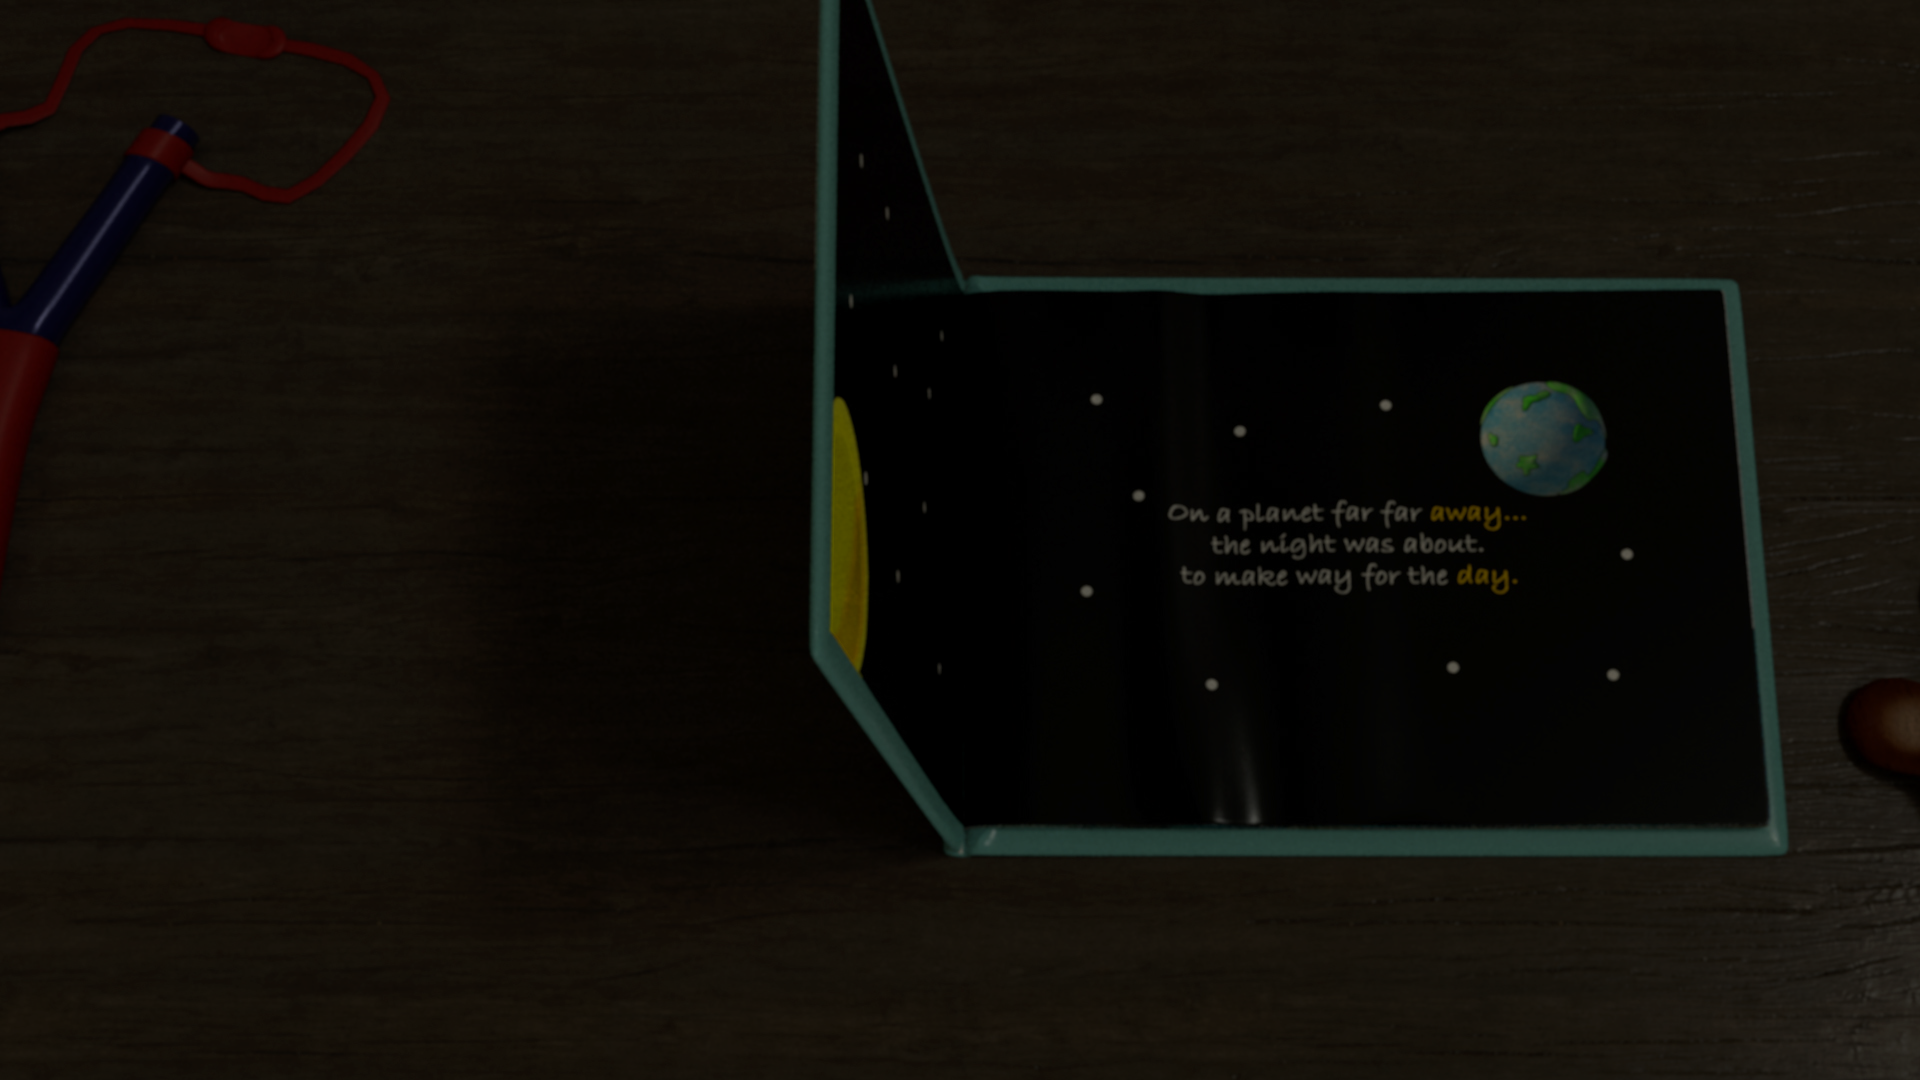 On a planet far far away...
the night was about.
to make way for the day.